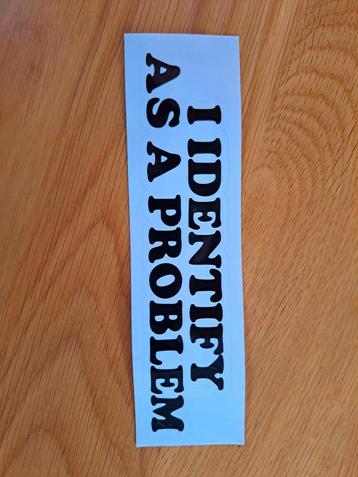 I IDENTIFY
AS A PROBLEM